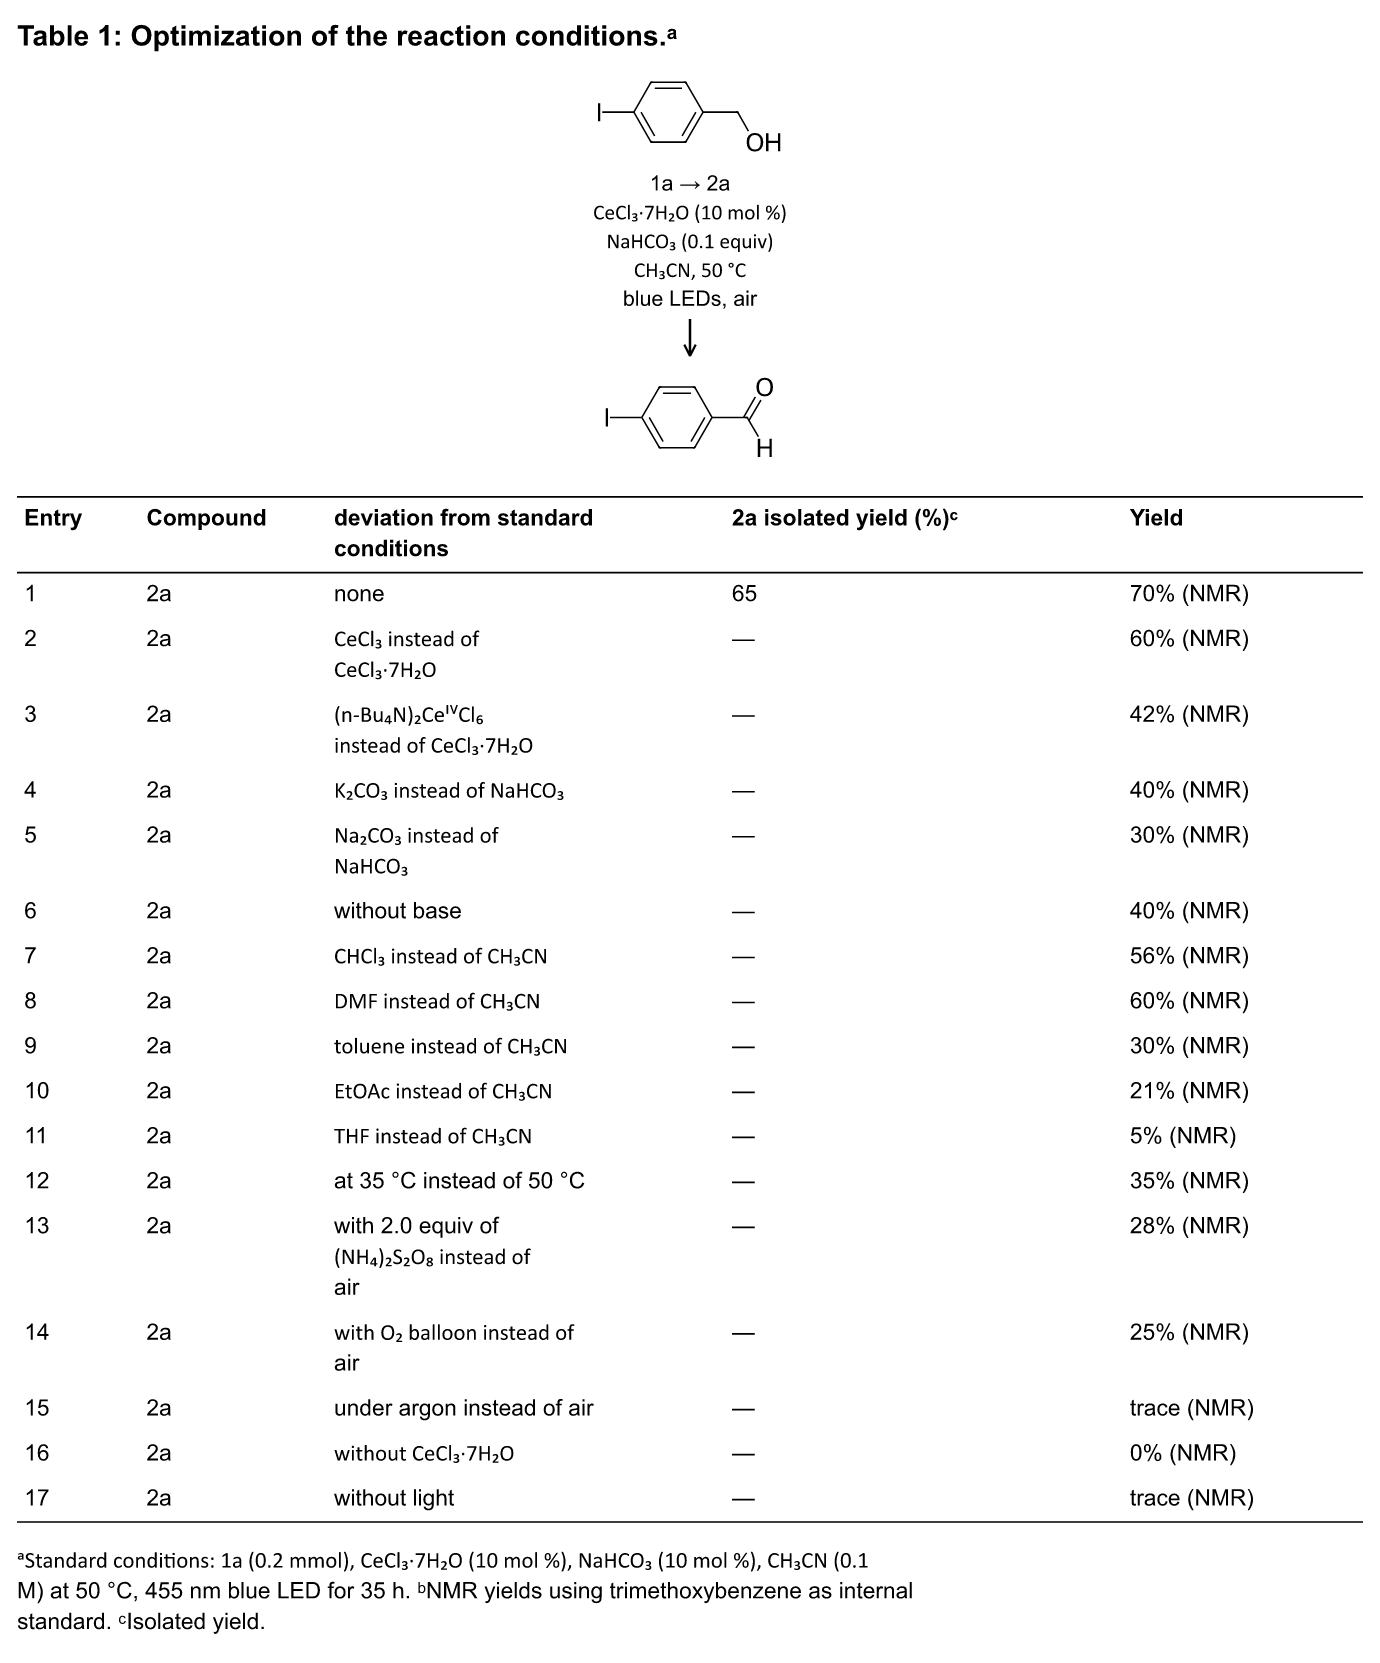 Table 1: Optimization of the reaction conditions.ᵃ
I
OH
1a → 2a
CeCl₃·7H₂O (10 mol %)
NaHCO₃ (0.1 equiv)
CH₃CN, 50 °C
blue LEDs, air
O
I
H
Entry Compound deviation from standard conditions 2a isolated yield (%)ᶜ Yield
1 2a none 65 70% (NMR)
2 2a CeCl₃ instead of — 60% (NMR)
CeCl₃·7H₂O
3 2a (n-Bu₄N)₂CeᴵⱽCl₆ — 42% (NMR)
instead of CeCl₃·7H₂O
4 2a K₂CO₃ instead of NaHCO₃ — 40% (NMR)
5 2a Na₂CO₃ instead of — 30% (NMR)
NaHCO₃
6 2a without base — 40% (NMR)
7 2a CHCl₃ instead of CH₃CN — 56% (NMR)
8 2a DMF instead of CH₃CN — 60% (NMR)
9 2a toluene instead of CH₃CN — 30% (NMR)
10 2a EtOAc instead of CH₃CN — 21% (NMR)
11 2a THF instead of CH₃CN — 5% (NMR)
12 2a at 35 °C instead of 50 °C — 35% (NMR)
13 2a with 2.0 equiv of — 28% (NMR)
(NH₄)₂S₂O₈ instead of
air
14 2a with O₂ balloon instead of — 25% (NMR)
air
15 2a under argon instead of air — trace (NMR)
16 2a without CeCl₃·7H₂O — 0% (NMR)
17 2a without light — trace (NMR)
ᵃStandard conditions: 1a (0.2 mmol), CeCl₃·7H₂O (10 mol %), NaHCO₃ (10 mol %), CH₃CN (0.1
M) at 50 °C, 455 nm blue LED for 35 h. ᵇNMR yields using trimethoxybenzene as internal
standard. ᶜIsolated yield.